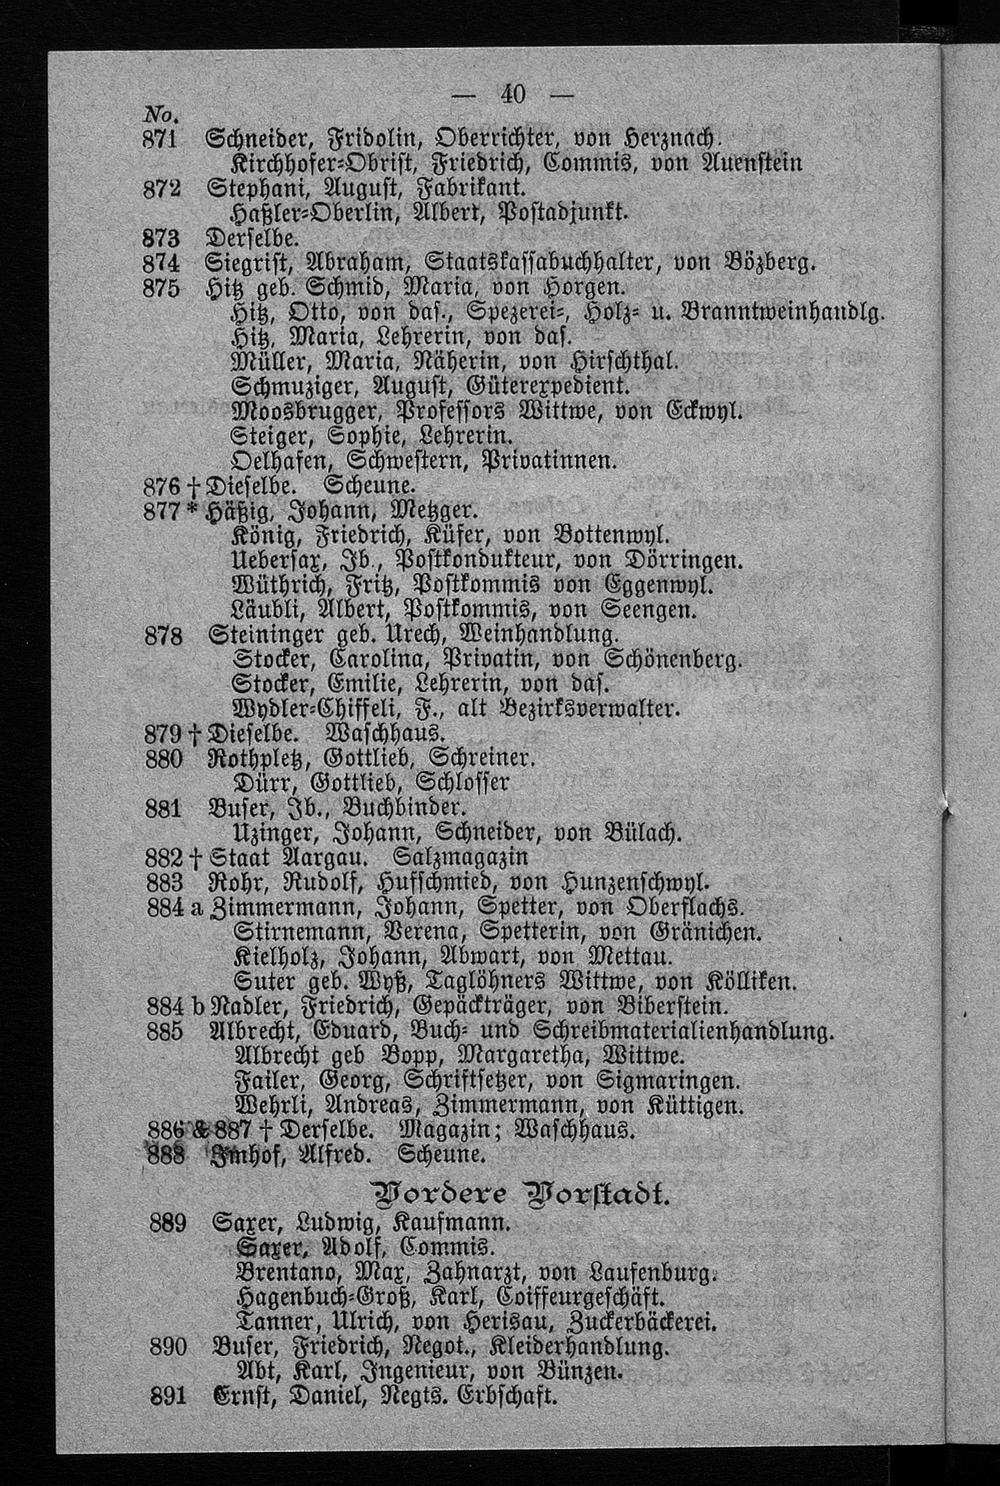 — 40 —
No.
871 Schneider, Fridolin, Oberrichter, von Herznach.
Kirchhofer-Obrist, Friedrich, Commis, von Auenstein
872 Stephani, August, Fabrikant.
Haßler-Oberlin, Albert, Postadjunkt.
873 Derselbe.
874 Siegrist, Abraham, Staatskassabuchhalter, von Bözberg.
875 Hitz geb. Schmid, Maria, von Horgen.
Hitz, Otto, von das., Spezerei-, Holz- u. Branntweinhandlg.
Hitz, Maria, Lehrerin, von das.
Müller, Maria, Näherin, von Hirschthal.
Schmuziger, August, Güterexpedient.
Moosbrugger, Professors Wittwe, von Eckwyl.
Steiger, Sophie, Lehrerin.
Oelhafen, Schwestern, Privatinnen.
876 † Dieselbe. Scheune.
877 * Häßig, Johann, Metzger.
König, Friedrich, Küfer, von Bottenwyl.
Uebersax, Jb., Postkondukteur, von Dörringen.
Wüthrich, Fritz, Postkommis von Eggenwyl.
Läubli, Albert, Postkommis, von Seengen.
878 Steininger geb. Urech, Weinhandlung.
Stocker, Carolina, Privatin, von Schönenberg.
Stocker, Emilie, Lehrerin, von das.
Wydler-Chiffeli, F., alt Bezirksverwalter.
879 † Dieselbe. Waschhaus.
880 Rothpletz, Gottlieb, Schreiner.
Dürr, Gottlieb, Schlosser
881 Buser, Jb., Buchbinder.
Uzinger, Johann, Schneider, von Bülach.
882 † Staat Aargau. Salzmagazin
883 Rohr, Rudolf, Hufschmied, von Hunzenschwyl.
884 a Zimmermann, Johann, Spetter, von Oberflachs.
Stirnemann, Verena, Spetterin, von Gränichen.
Kielholz, Johann, Abwart, von Mettau.
Suter geb. Wyß, Taglöhners Wittwe, von Kölliken.
884 b Nadler, Friedrich, Gepäckträger, von Biberstein.
885 Albrecht, Eduard, Buch- und Schreibmaterialienhandlung.
Albrecht geb Bopp, Margaretha, Wittwe.
Failer, Georg, Schriftsetzer, von Sigmaringen.
Wehrli, Andreas, Zimmermann, von Küttigen.
886 & 887 † Derselbe. Magazin; Waschhaus.
888 Imhof, Alfred. Scheune.
Vordere Vorstadt.
889 Saxer, Ludwig, Kaufmann.
Saxer, Adolf, Commis.
Brentano, Max, Zahnarzt, von Laufenburg.
Hagenbuch-Groß, Karl, Coiffeurgeschäft.
Tanner, Ulrich, von Herisau, Zuckerbäckerei.
890 Buser, Friedrich, Negot., Kleiderhandlung.
Abt, Karl, Ingenieur, von Bünzen.
891 Ernst, Daniel, Negts. Erbschaft.